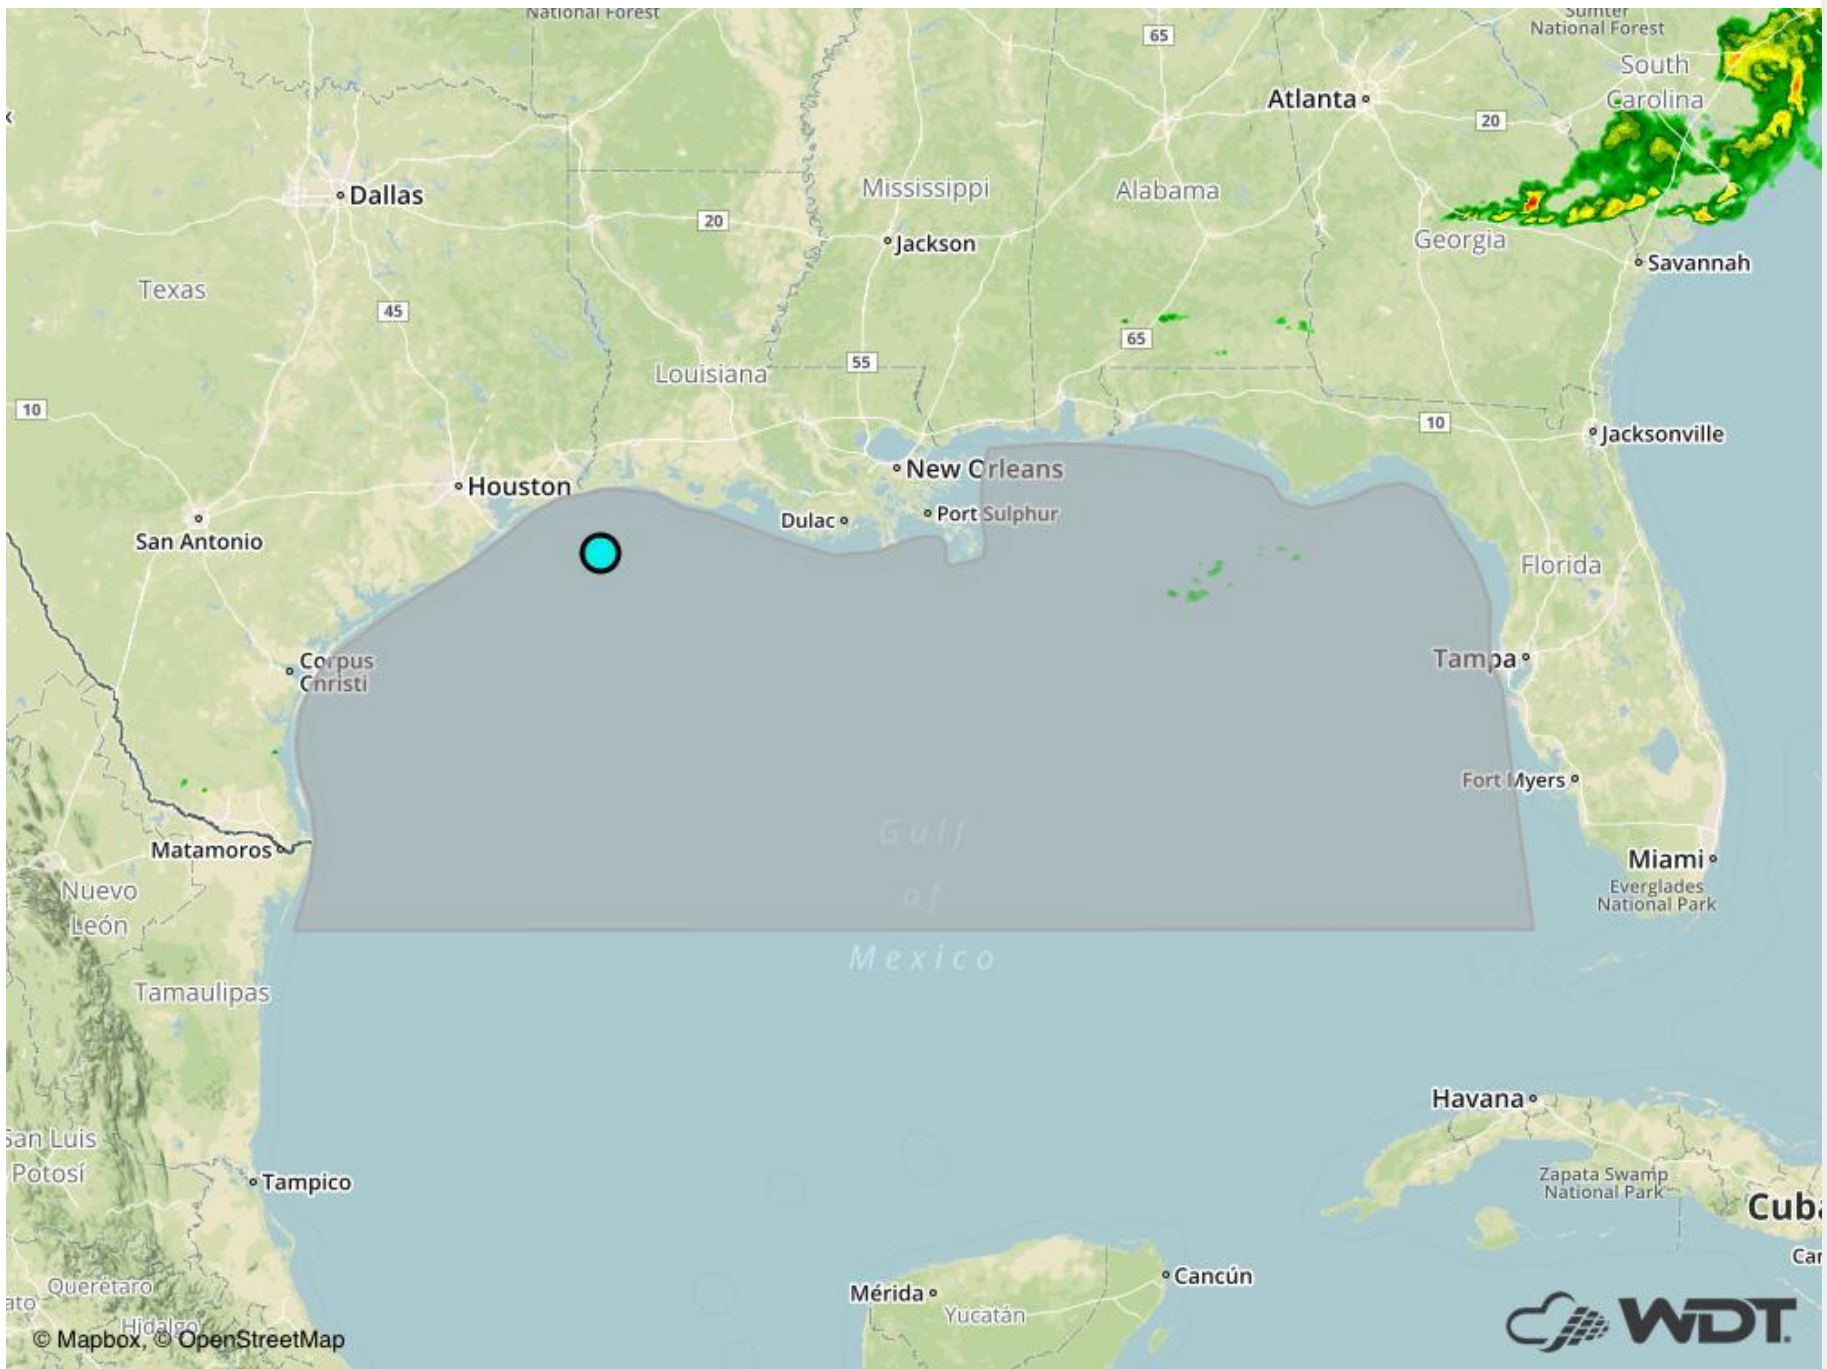 National Forest
Sumter
National Forest
65
South
Carolina
Atlanta
20
Dallas
Mississippi
Alabama
20
Jackson
Georgia
Savannah
Texas
45
65
Louisiana
55
10
10
Jacksonville
New Orleans
Houston
Dulac
Port Sulphur
San Antonio
Florida
Corpus
Christi
Tampa
Fort Myers
Gulf
of
Mexico
Matamoros
Miami
Everglades
National Park
Nuevo
León
Tamaulipas
Havana
San Luis
Potosí
Zapata Swamp
National Park
Tampico
Cuba
Mérida
Cancún
Yucatán
Querétaro
Hidalgo
© Mapbox, © OpenStreetMap
WDT